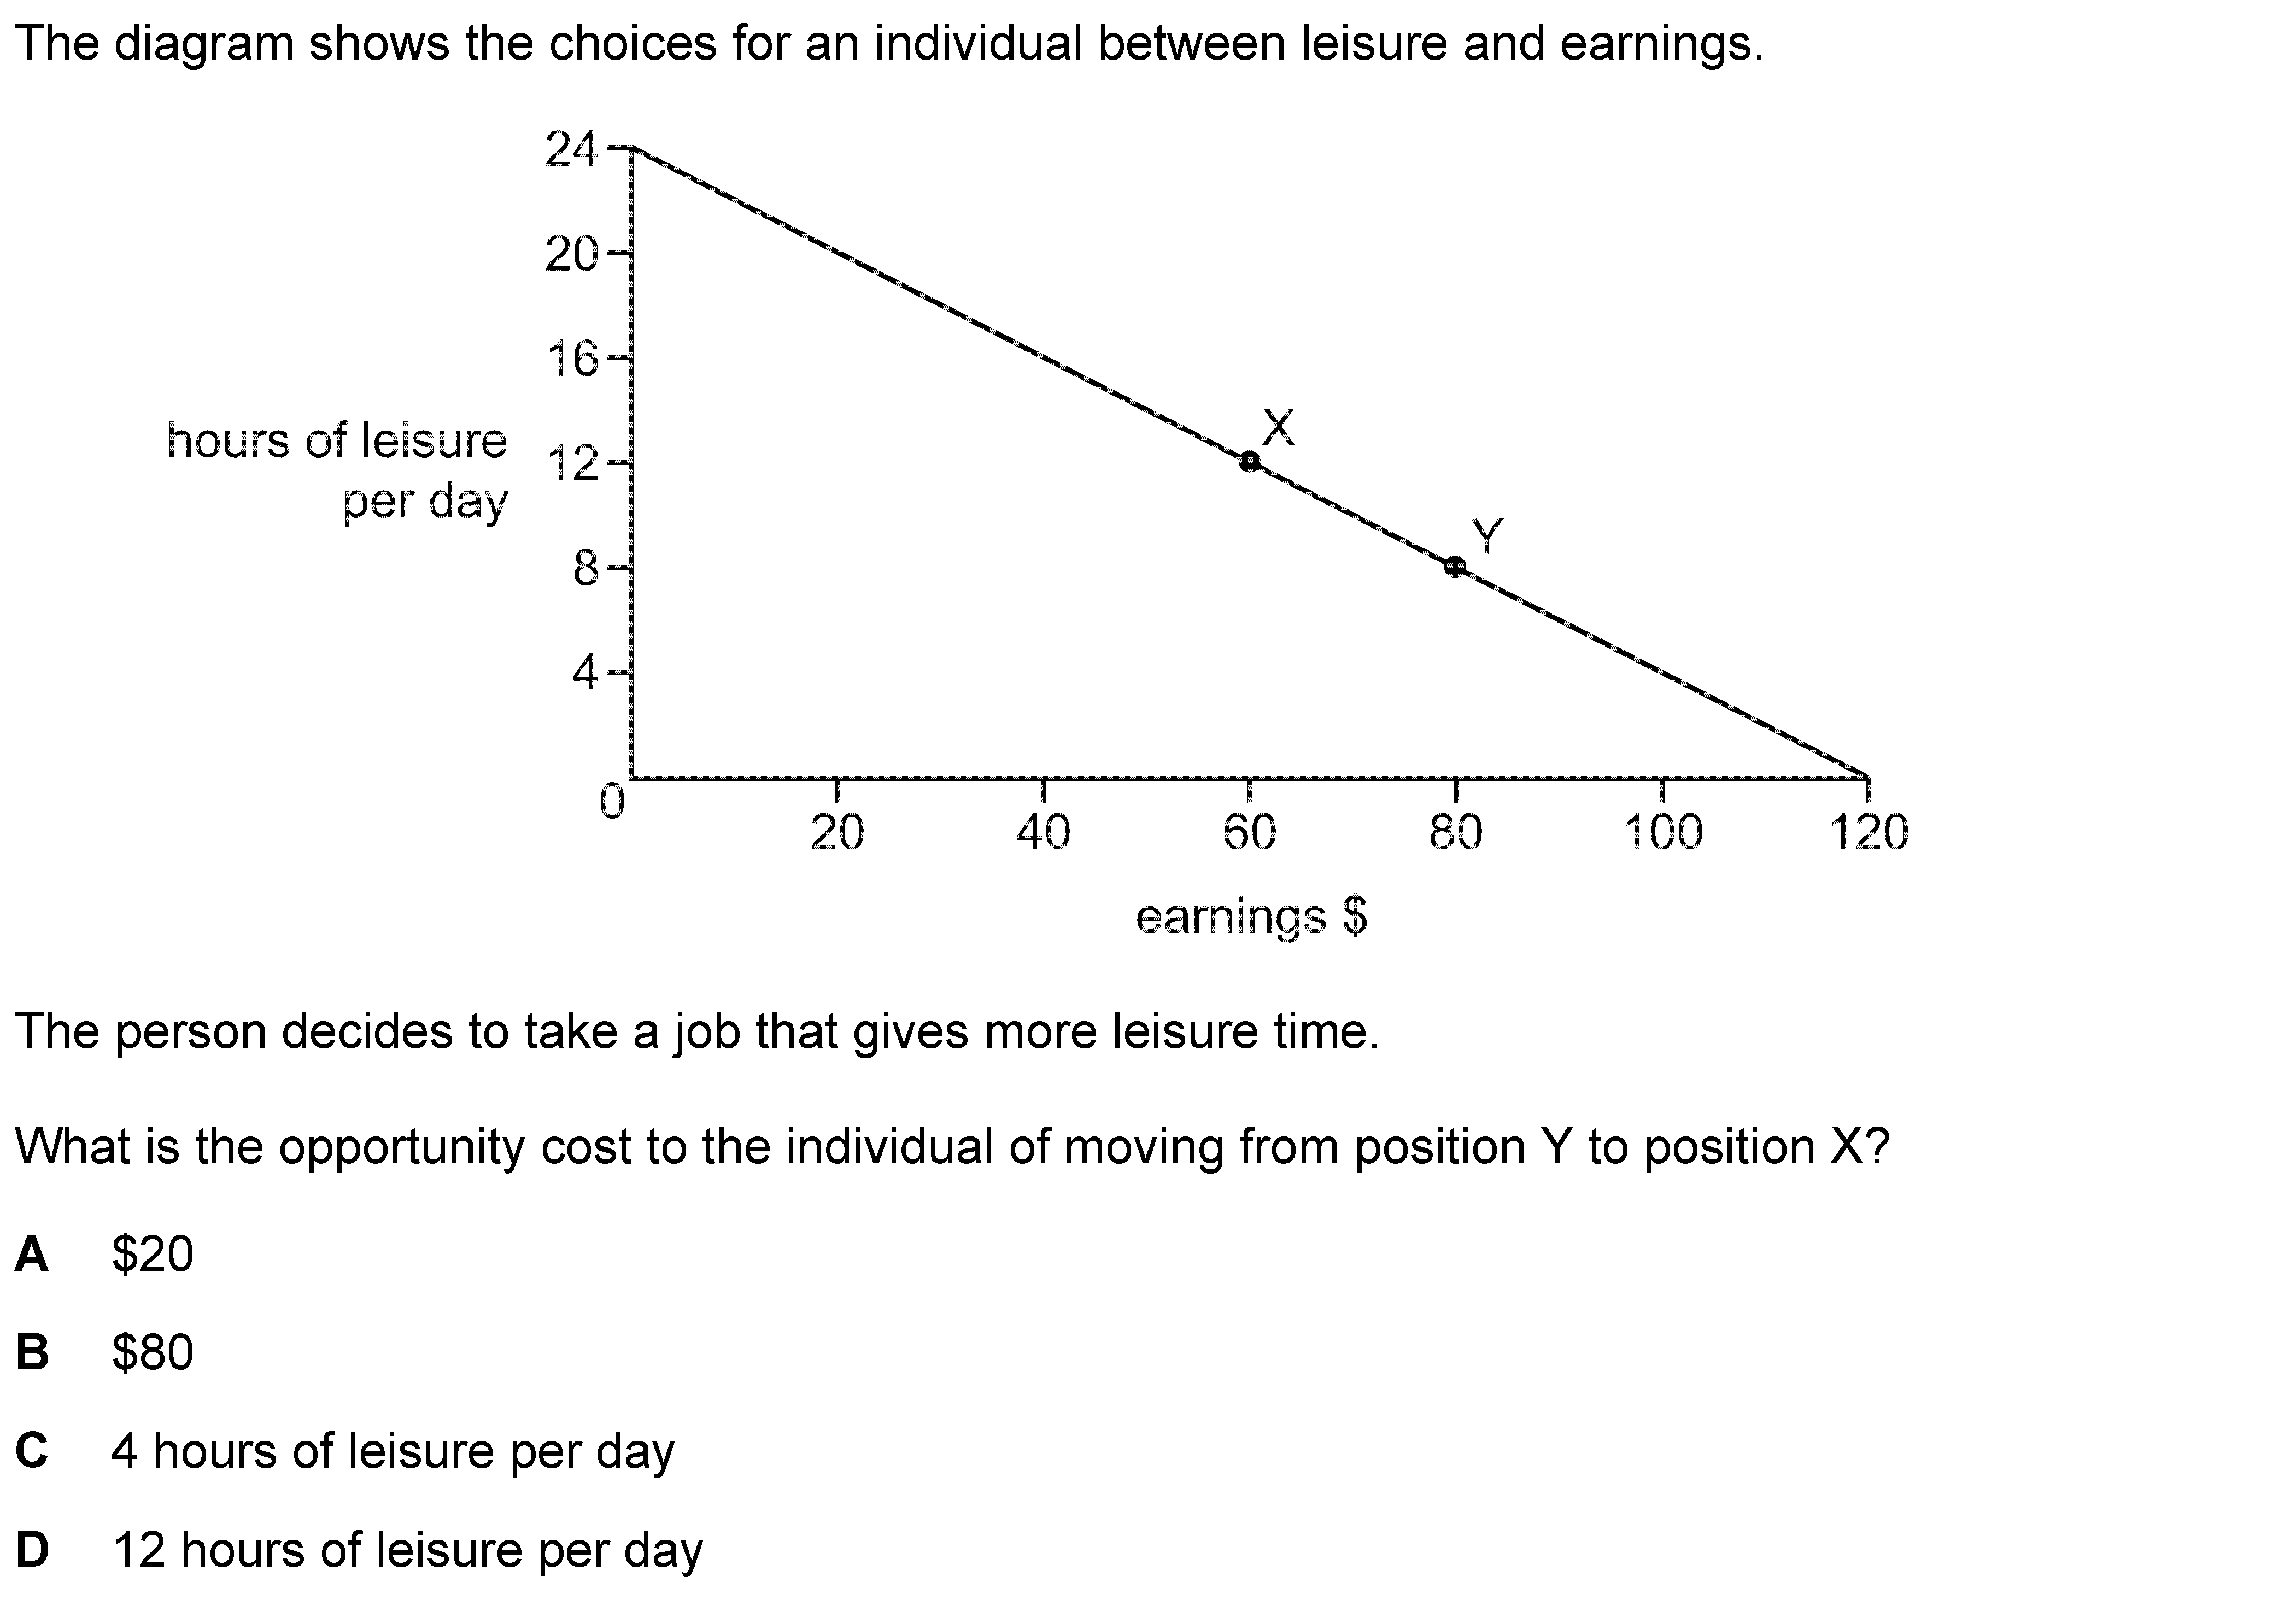 The diagram shows the choices for an individual between leisure and earnings.
24
20
16
12
8
4
0
hours of leisure
per day
X
Y
20 40 60 80 100 120
earnings $
The person decides to take a job that gives more leisure time.
What is the opportunity cost to the individual of moving from position Y to position X?
A $20
B $80
C 4 hours of leisure per day
D 12 hours of leisure per day